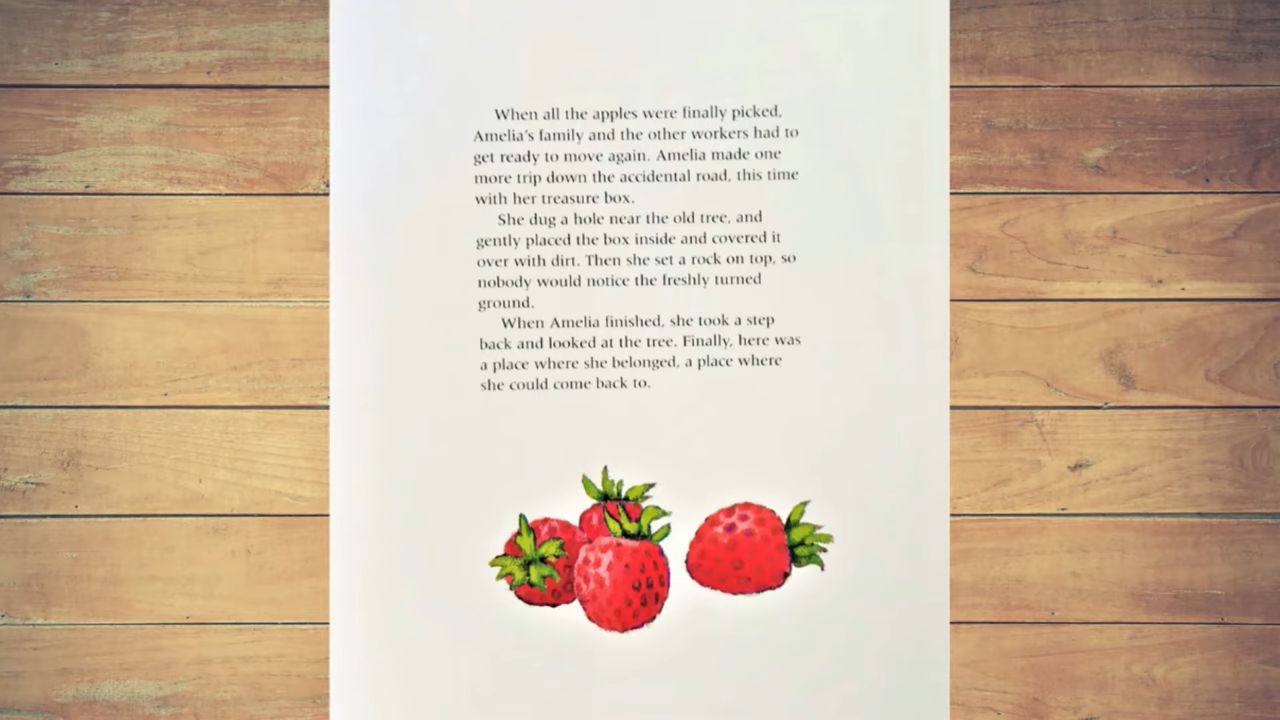 When all the apples were finally picked,
Amelia's family and the other workers had to
get ready to move again. Amelia made one
more trip down the accidental road, this time
with her treasure box.
She dug a hole near the old tree, and
gently placed the box inside and covered it
over with dirt. Then she set a rock on top, so
nobody would notice the freshly turned
ground.
When Amelia finished, she took a step
back and looked at the tree. Finally, here was
a place where she belonged, a place where
she could come back to.